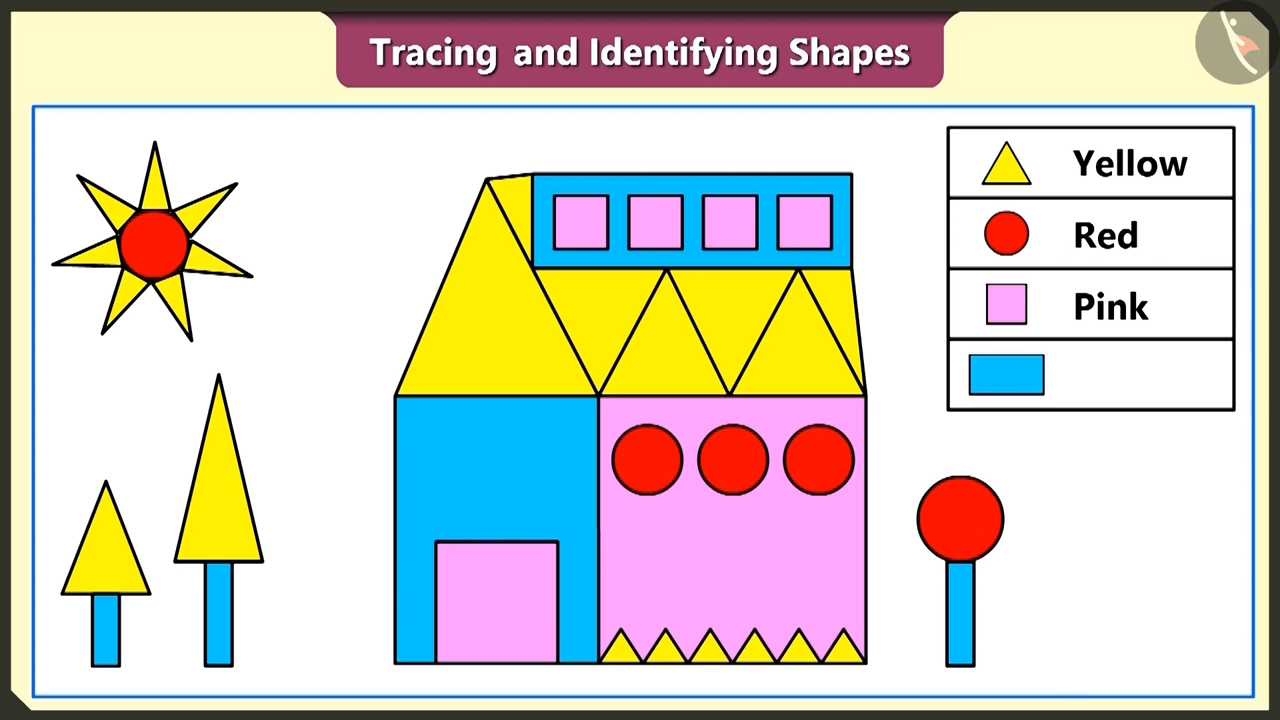 Tracing and Identifying Shapes
Yellow
Red
Pink